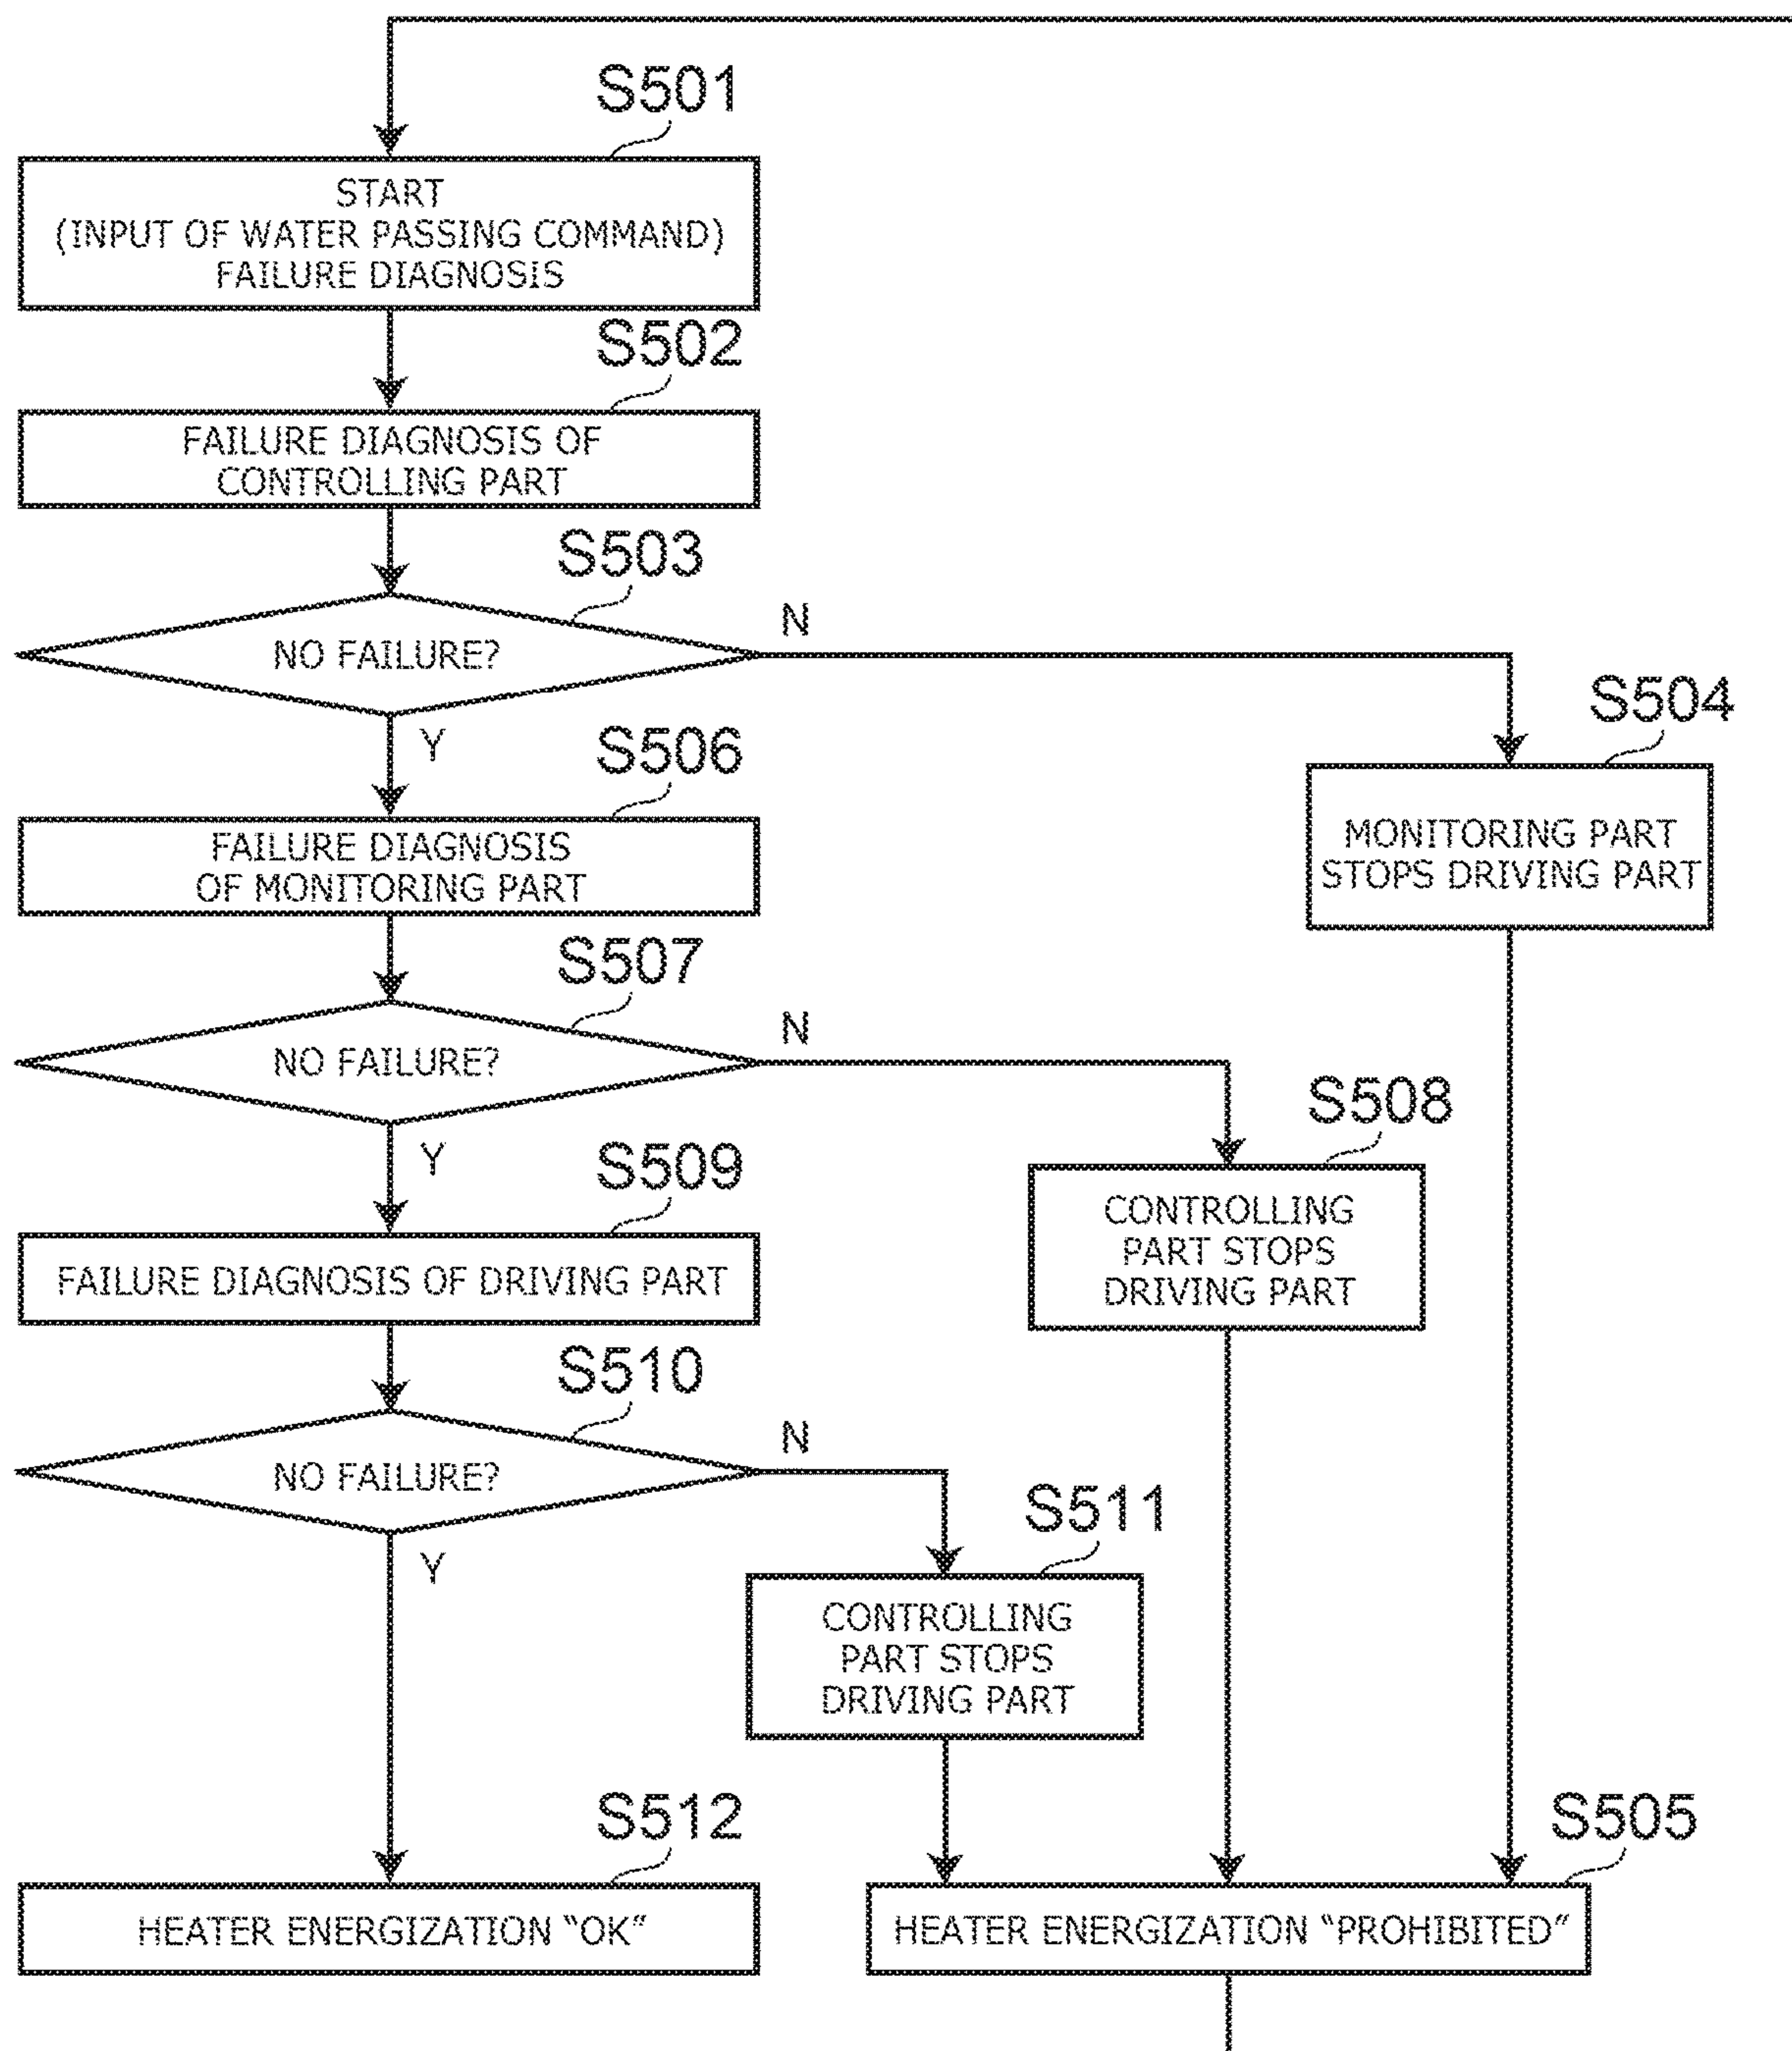 S501
START
(INPUT OF WATER PASSING COMMAND)
FAILURE DIAGNOSIS
S502
FAILURE DIAGNOSIS OF
CONTROLLING PART
S503
NO FAILURE?
N
Y
S504
MONITORING PART
STOPS DRIVING PART
S506
FAILURE DIAGNOSIS
OF MONITORING PART
S507
NO FAILURE?
N
Y
S508
CONTROLLING
PART STOPS
DRIVING PART
S509
FAILURE DIAGNOSIS OF DRIVING PART
S510
NO FAILURE?
N
Y
S511
CONTROLLING
PART STOPS
DRIVING PART
S512
HEATER ENERGIZATION “OK”
S505
HEATER ENERGIZATION “PROHIBITED”